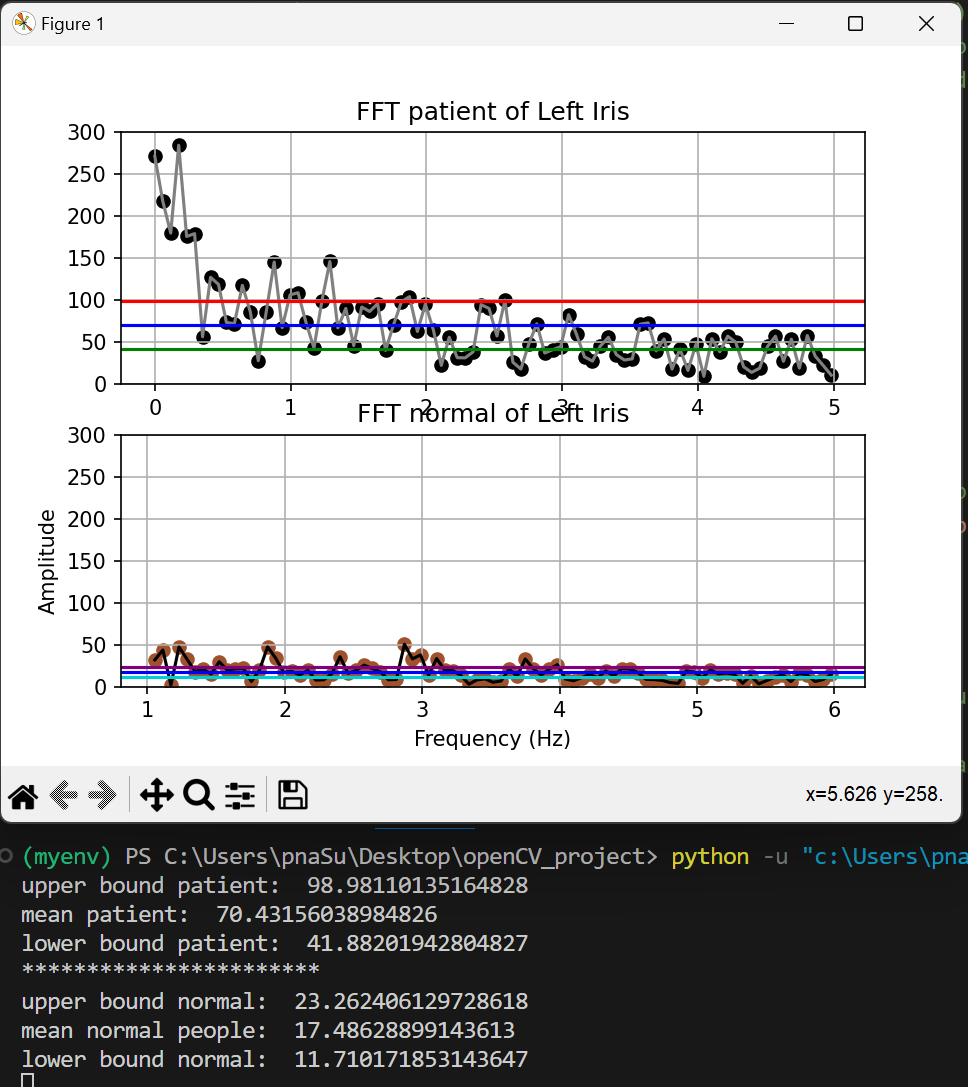 Figure 1
FFT patient of Left Iris
300
250
200
150
100
50
0
0 1 2 3 4 5
FFT normal of Left Iris
300
250
200
150
100
50
0
Amplitude
1 2 3 4 5 6
Frequency (Hz)
x=5.626 y=258.
(myenv) PS C:\Users\pnaSu\Desktop\openCV_project> python -u "c:\Users\pna
upper bound patient:  98.98110135164828
mean patient:  70.43156038984826
lower bound patient:  41.88201942804827
***********************
upper bound normal:  23.262406129728618
mean normal people:  17.48628899143613
lower bound normal:  11.710171853143647